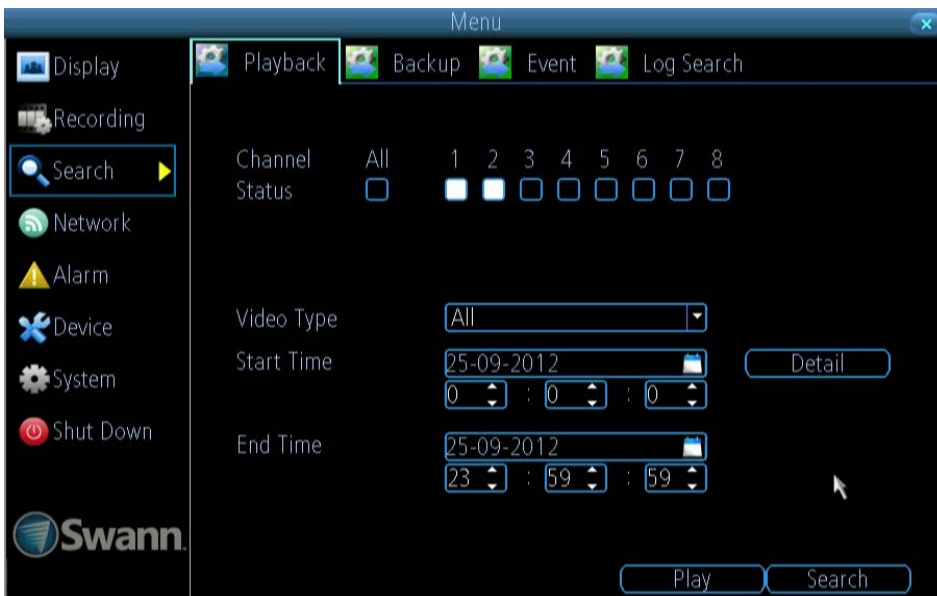 Menu
Display
Recording
Search
Network
Alarm
Device
System
Shut Down
Swann
Playback Backup Event Log Search
Channel All 1 2 3 4 5 6 7 8
Status
Video Type All
Start Time 25-09-2012 Detail
0 : 0 : 0
End Time 25-09-2012
23 : 59 : 59
Play Search